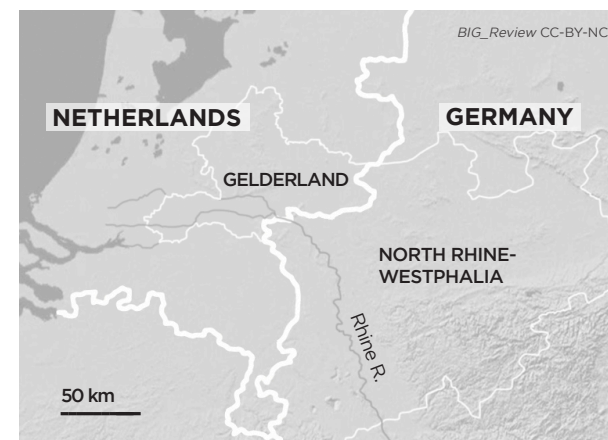 BIG_Review CC-BY-NC
NETHERLANDS
GERMANY
GELDERLAND
NORTH RHINE-
WESTPHALIA
Rhine R.
50 km